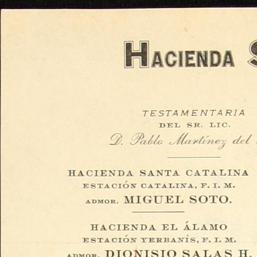 HACIENDA S
TESTAMENTARIA
DEL SR. LIC.
D. Pablo Martínez del
HACIENDA SANTA CATALINA
ESTACIÓN CATALINA, F. I. M.
ADMOR. MIGUEL SOTO.
HACIENDA EL ÁLAMO
ESTACIÓN YERBANÍS, F. I. M.
ADMOR. DIONISIO SALAS H.